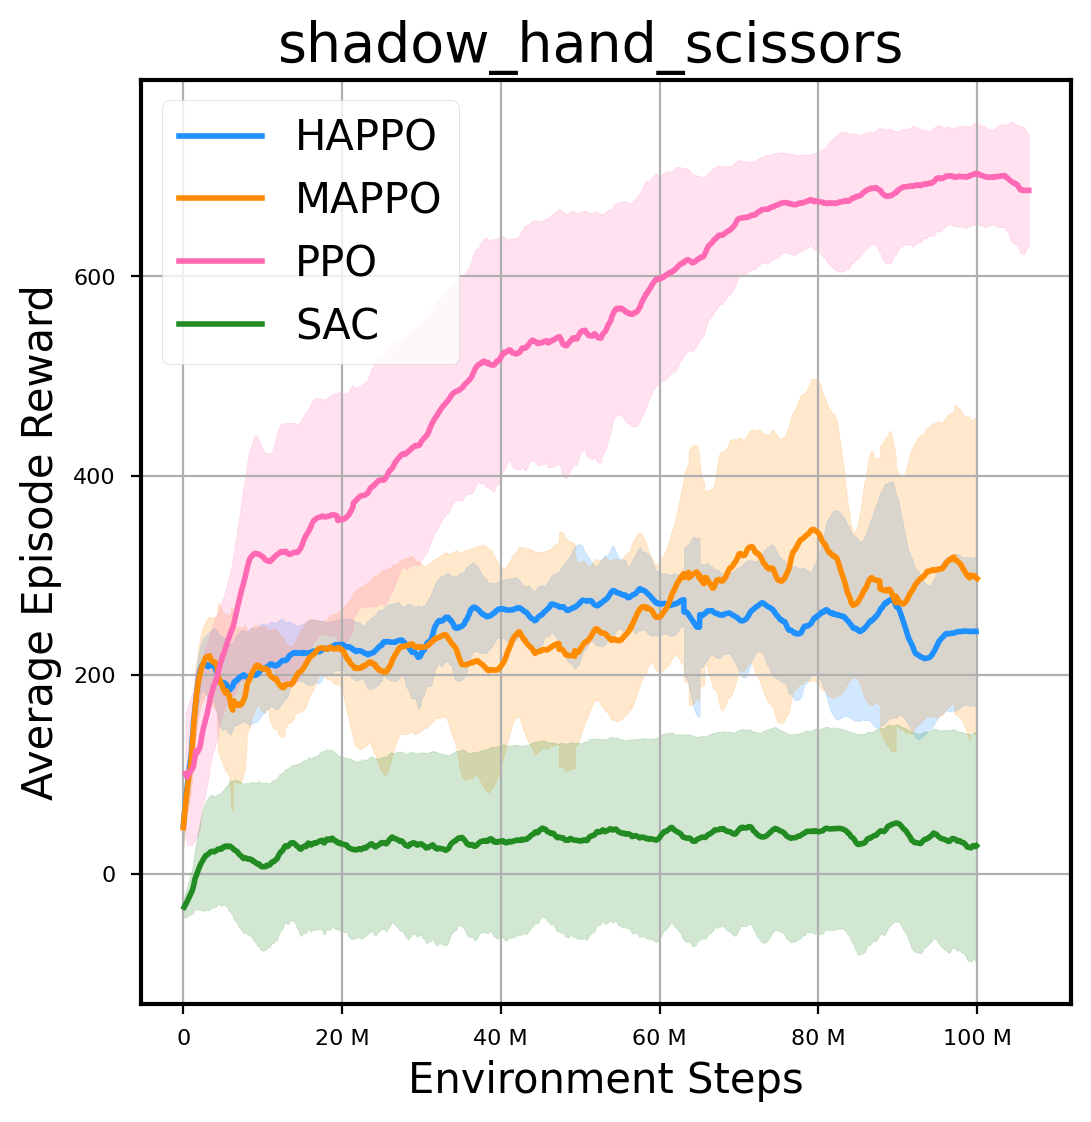 shadow_hand_scissors
HAPPO
MAPPO
PPO
SAC
Average Episode Reward
600
400
200
0
0
20 M
40 M
60 M
80 M
100 M
Environment Steps